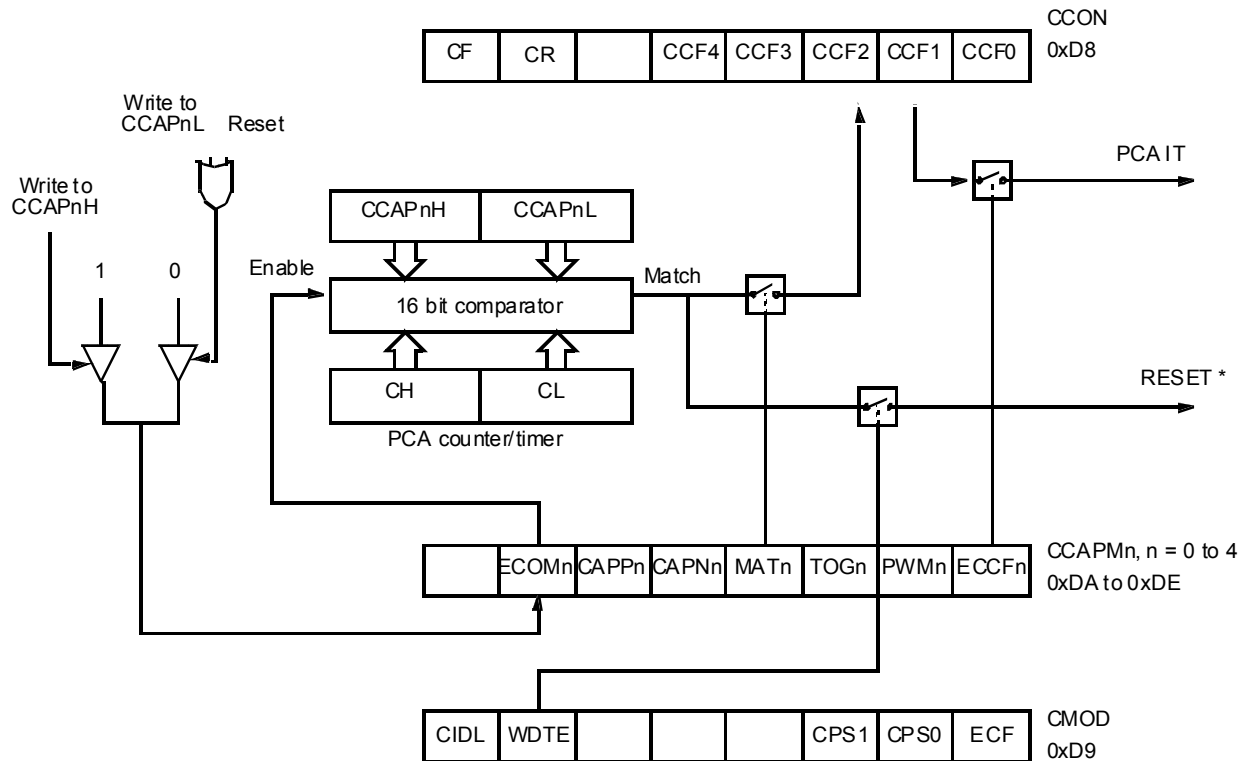 CCON
CF CR CCF4 CCF3 CCF2 CCF1 CCF0
0xD8
Write to
CCAPnL Reset
PCA IT
Write to
CCAPnH
CCAPnH CCAPnL
1 0
Enable
Match
16 bit comparator
CH CL
RESET *
PCA counter/timer
ECOMn CAPPn CAPNn MATn TOGn PWMn ECCFn
CCAPMn, n = 0 to 4
0xDA to 0xDE
CIDL WDTE CPS1 CPS0 ECF
CMOD
0xD9